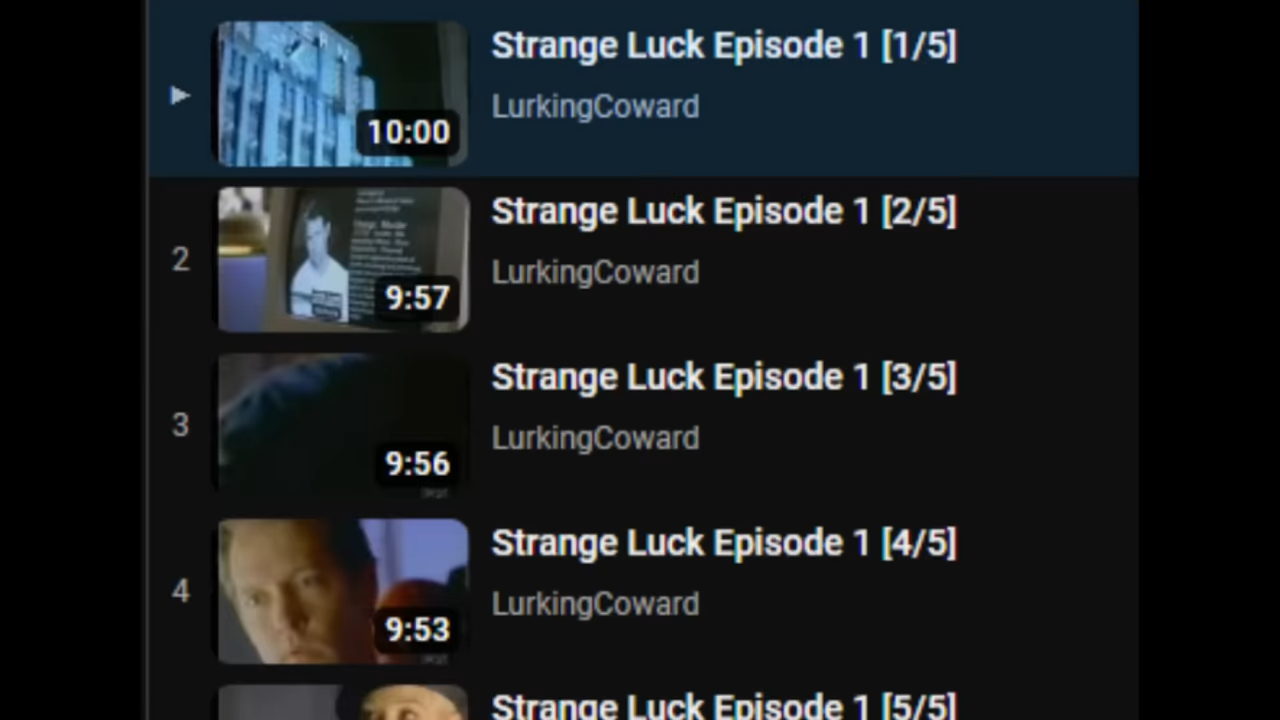 Strange Luck Episode 1 [1/5]
LurkingCoward
10:00
2
Strange Luck Episode 1 [2/5]
LurkingCoward
9:57
3
Strange Luck Episode 1 [3/5]
LurkingCoward
9:56
4
Strange Luck Episode 1 [4/5]
LurkingCoward
9:53
Strange Luck Episode 1 [5/5]